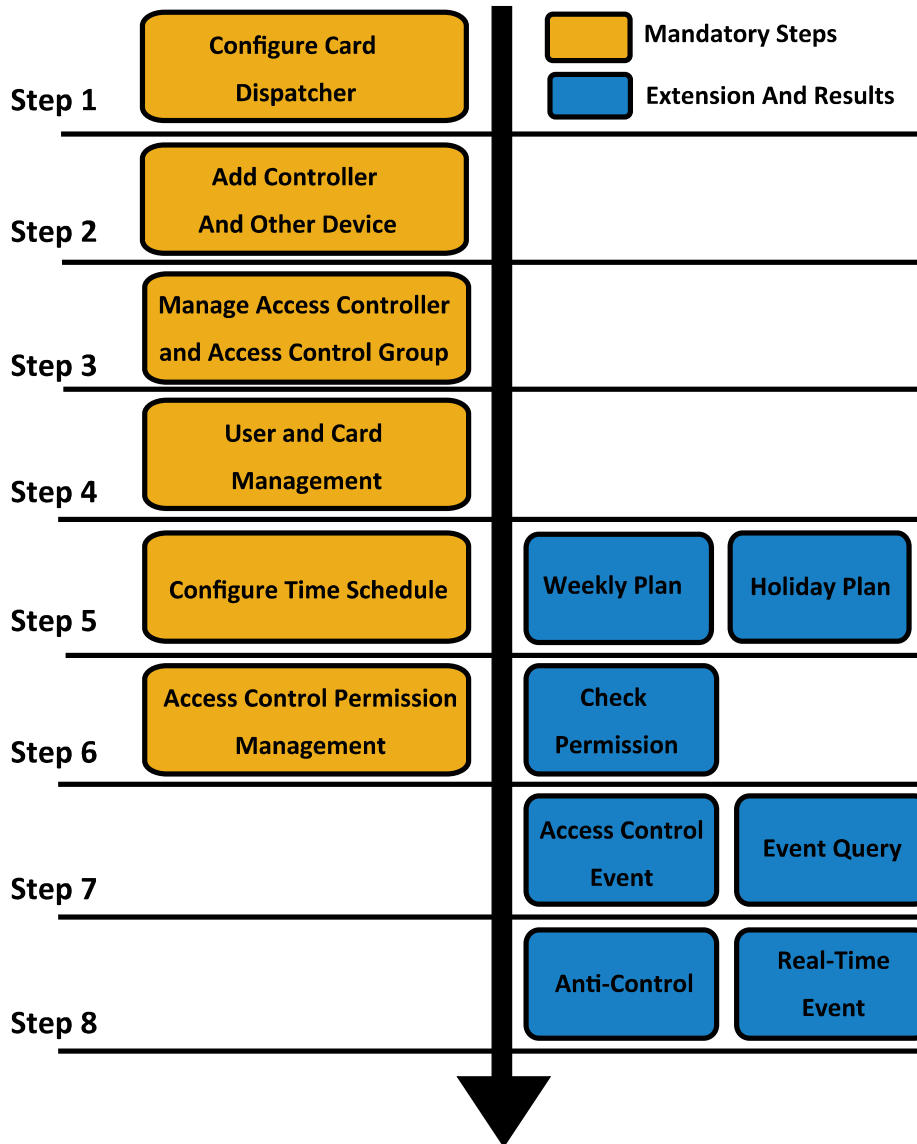 Configure Card
Dispatcher
Mandatory Steps
Step 1
Extension And Results
Add Controller
And Other Device
Step 2
Manage Access Controller
and Access Control Group
Step 3
User and Card
Management
Step 4
Configure Time Schedule
Weekly Plan
Holiday Plan
Step 5
Access Control Permission
Management
Check
Permission
Step 6
Access Control
Event
Event Query
Step 7
Anti-Control
Real-Time
Event
Step 8